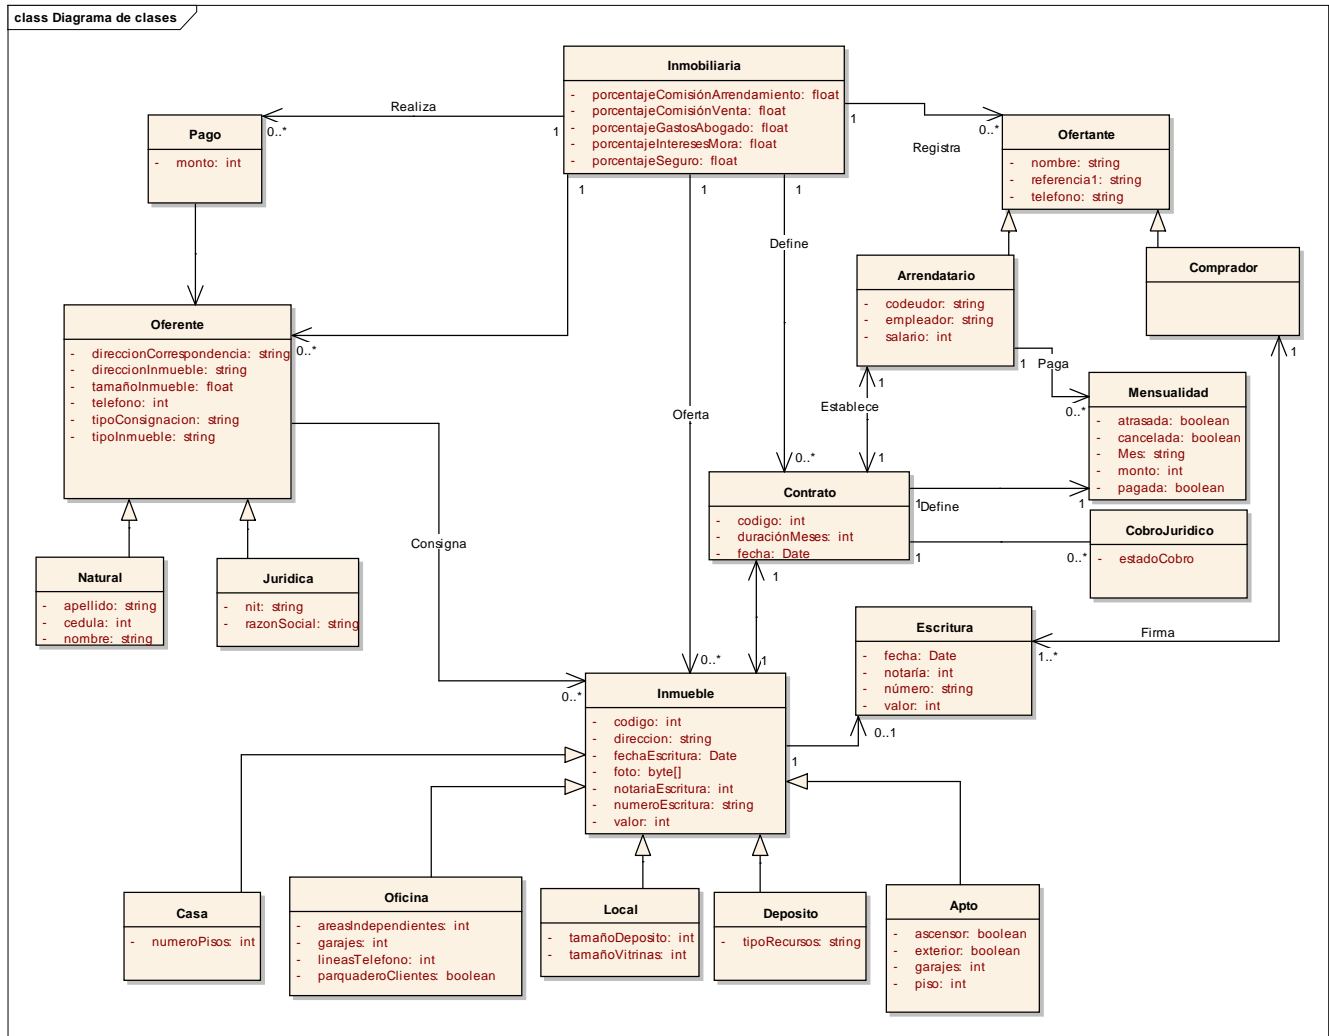 class Diagrama de clases
Inmobiliaria
- porcentajeComisiónArrendamiento: float
- porcentajeComisiónVenta: float
- porcentajeGastosAbogado: float
- porcentajeInteresesMora: float
- porcentajeSeguro: float
Realiza
0..*
1
1
0..*
Registra
1
1
1
Pago
- monto: int
Ofertante
- nombre: string
- referencia1: string
- telefono: string
Define
Arrendatario
- codeudor: string
- empleador: string
- salario: int
Comprador
1
Oferente
- direccionCorrespondencia: string
- direccionInmueble: string
- tamañoInmueble: float
- telefono: int
- tipoConsignacion: string
- tipoInmueble: string
0..*
1
Paga
0..*
1
Establece
1
Mensualidad
- atrasada: boolean
- cancelada: boolean
- Mes: string
- monto: int
- pagada: boolean
Oferta
0..*
Contrato
- codigo: int
- duraciónMeses: int
- fecha: Date
1
Define
1
1
0..*
CobroJuridico
- estadoCobro
Consigna
Natural
- apellido: string
- cedula: int
- nombre: string
Juridica
- nit: string
- razonSocial: string
1
1
Escritura
- fecha: Date
- notaría: int
- número: string
- valor: int
Firma
1..*
0..*
0..*
Inmueble
- codigo: int
- direccion: string
- fechaEscritura: Date
- foto: byte[]
- notariaEscritura: int
- numeroEscritura: string
- valor: int
0..1
1
Casa
- numeroPisos: int
Oficina
- areasIndependientes: int
- garajes: int
- lineasTelefono: int
- parquaderoClientes: boolean
Local
- tamañoDeposito: int
- tamañoVitrinas: int
Deposito
- tipoRecursos: string
Apto
- ascensor: boolean
- exterior: boolean
- garajes: int
- piso: int